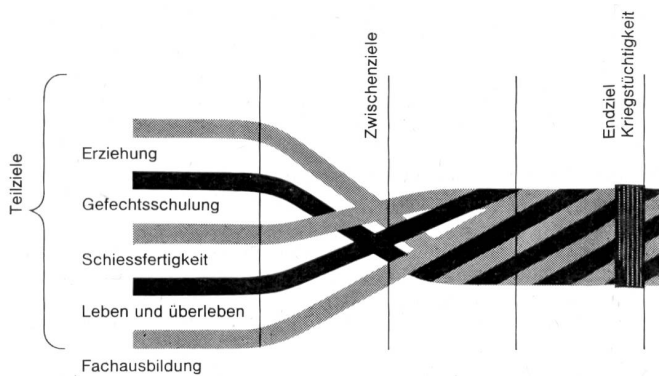 Teilziele
Erziehung
Gefechtsschulung
Schiessfertigkeit
Leben und überleben
Fachausbildung
Zwischenziele
Endziel
Kriegstüchtigkeit